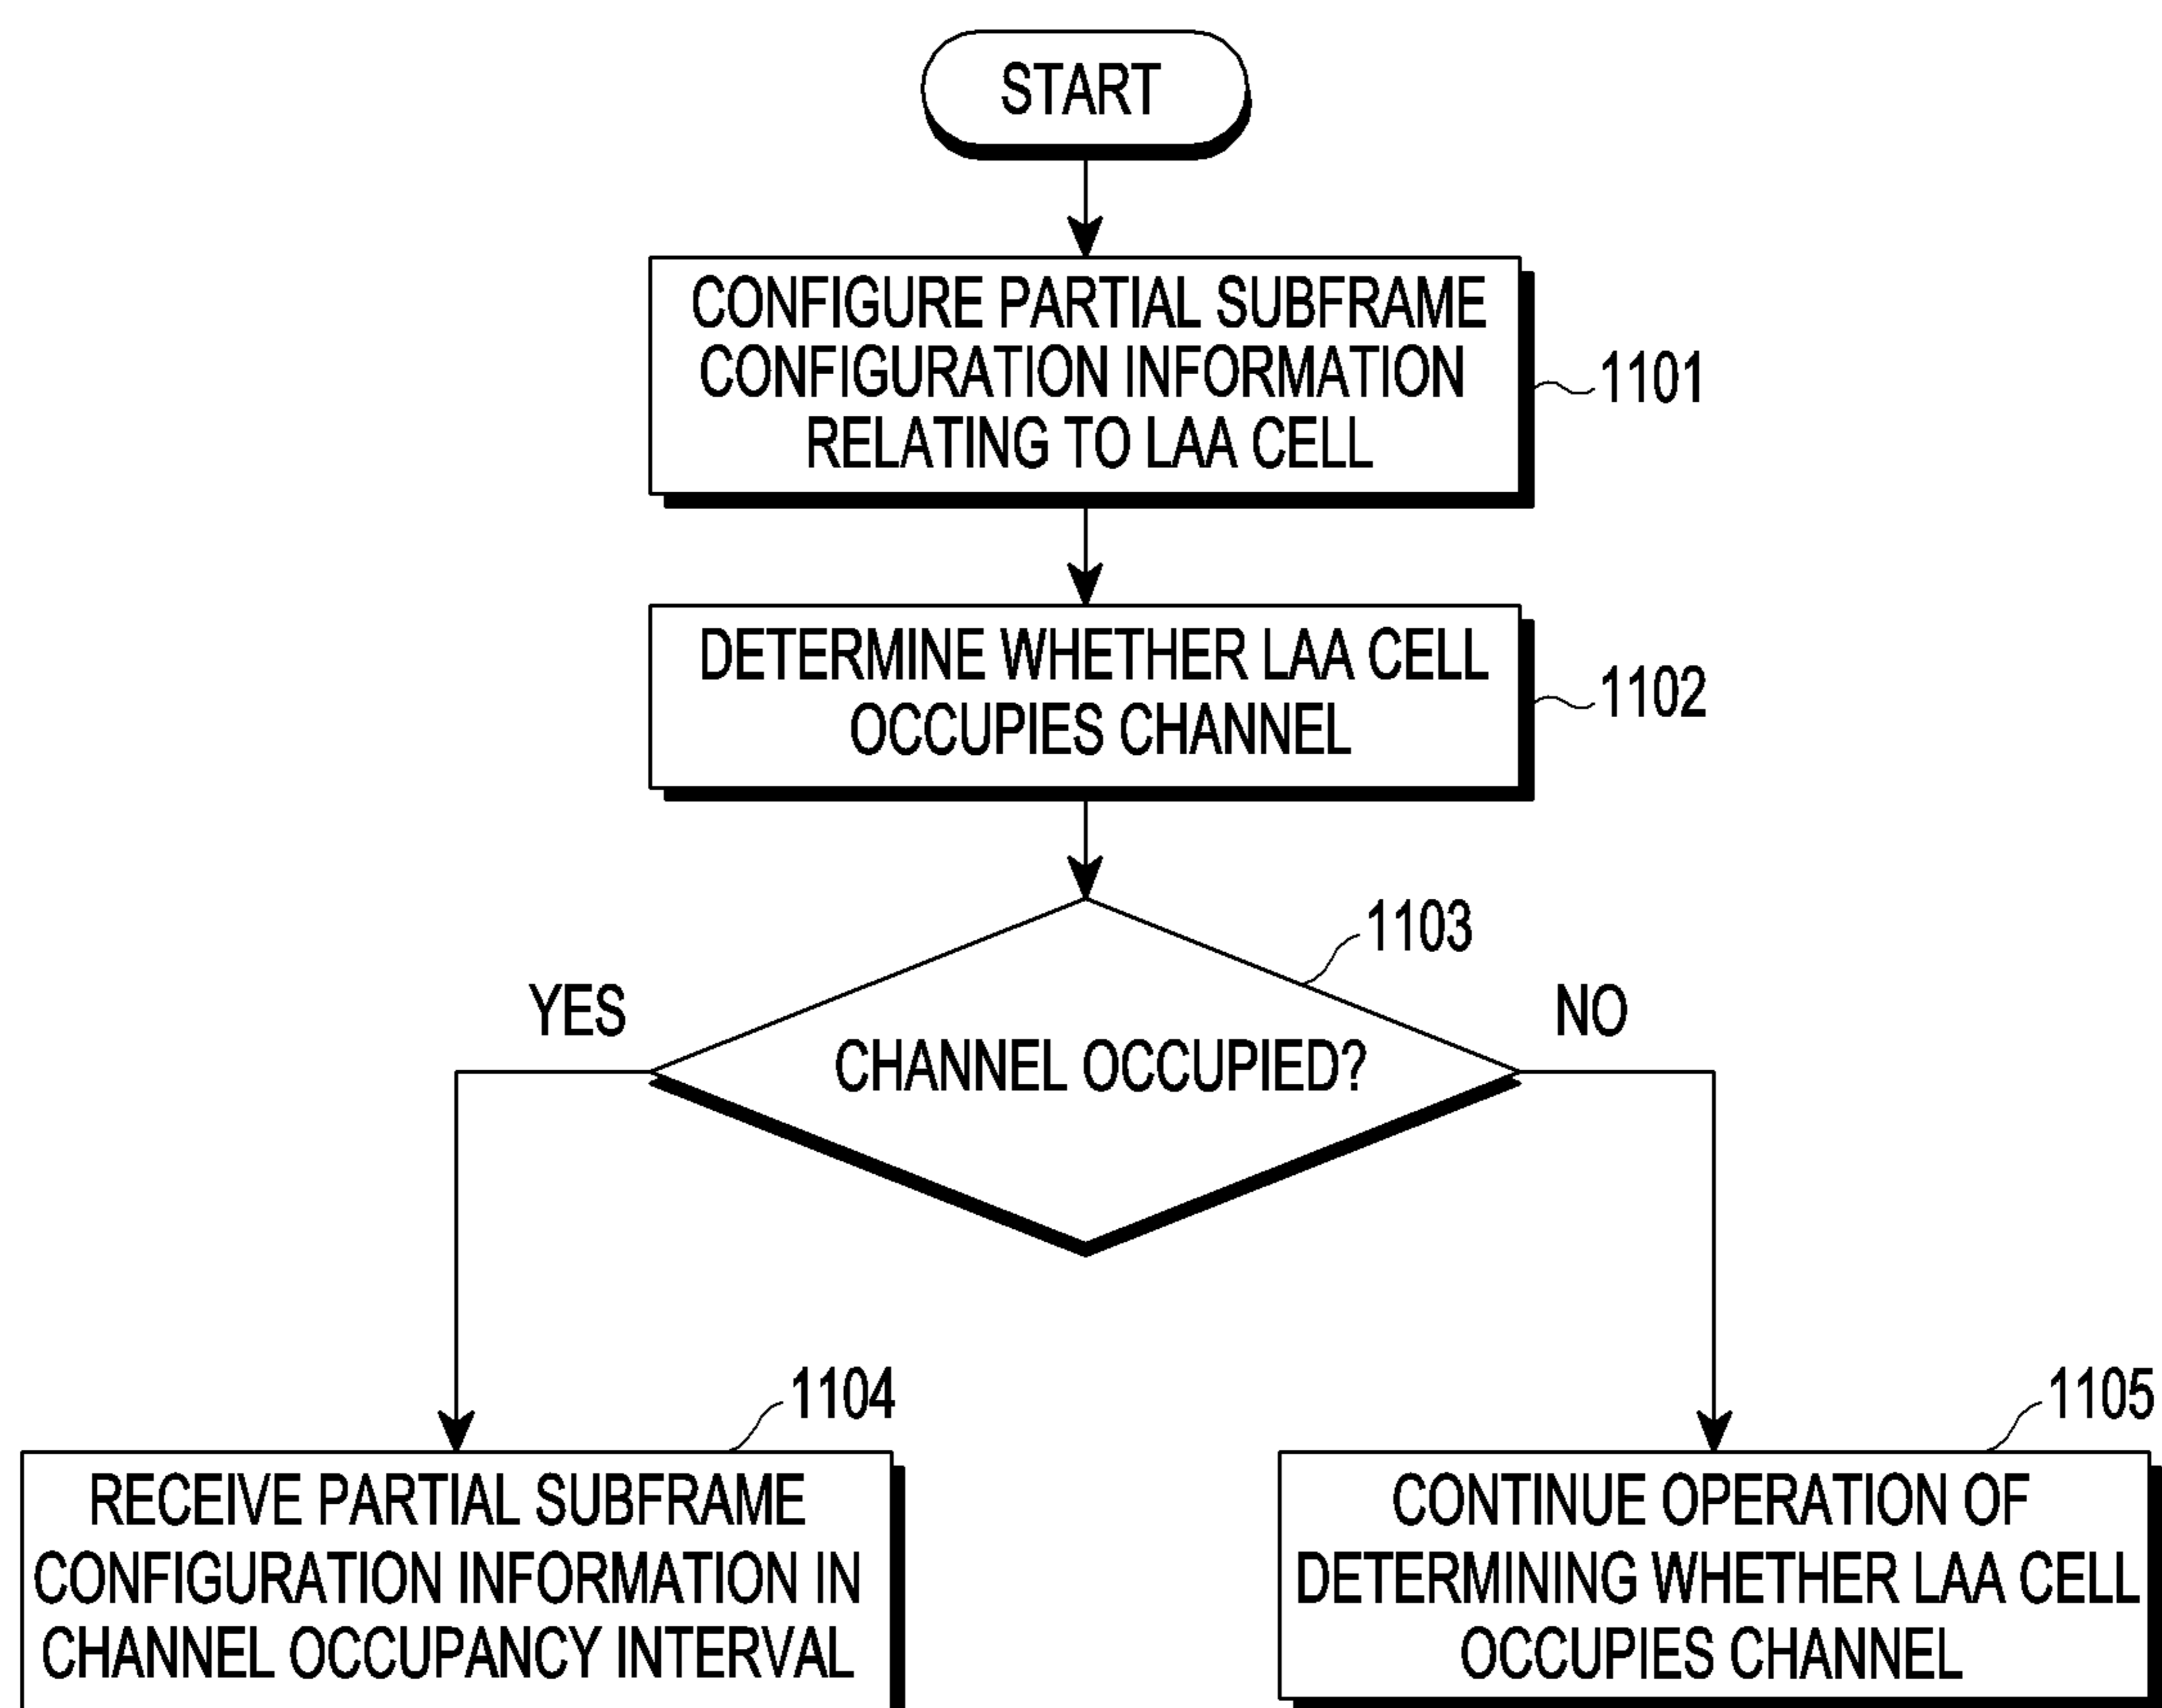 START
CONFIGURE PARTIAL SUBFRAME
CONFIGURATION INFORMATION
RELATING TO LAA CELL
1101
DETERMINE WHETHER LAA CELL
OCCUPIES CHANNEL
1102
1103
YES
NO
CHANNEL OCCUPIED?
1104
RECEIVE PARTIAL SUBFRAME
CONFIGURATION INFORMATION IN
CHANNEL OCCUPANCY INTERVAL
1105
CONTINUE OPERATION OF
DETERMINING WHETHER LAA CELL
OCCUPIES CHANNEL